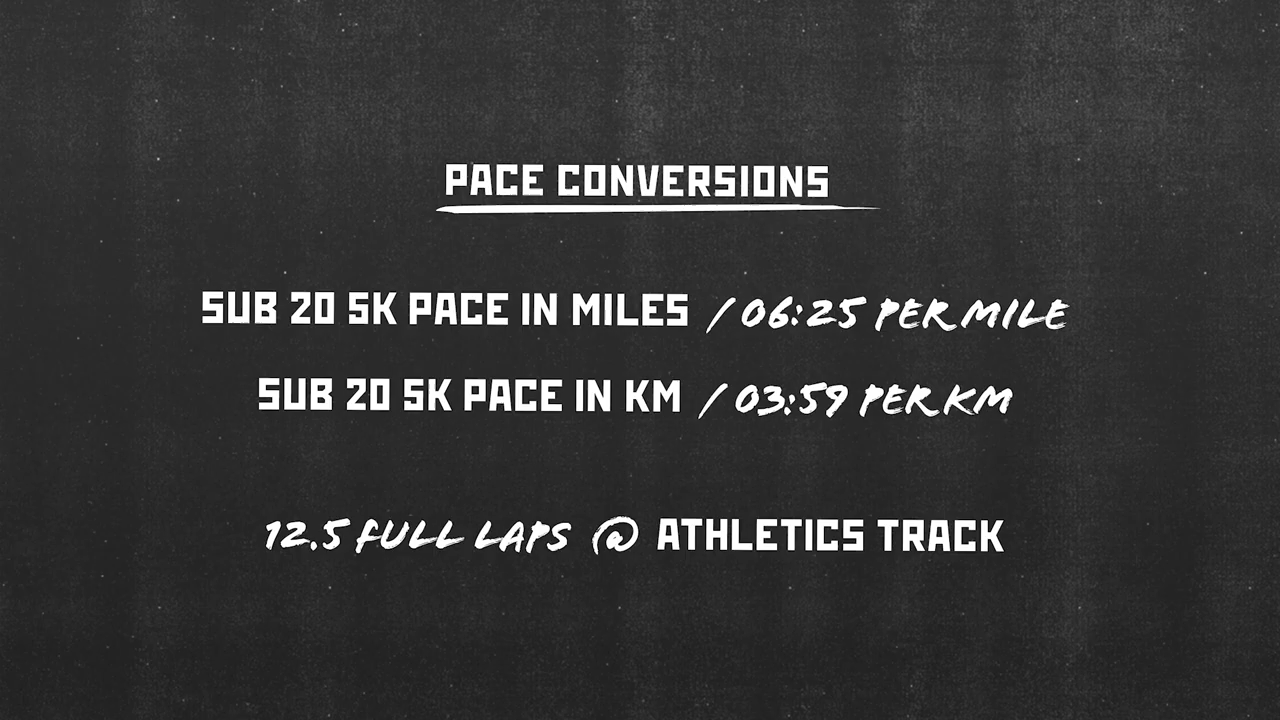 PACE CONVERSIONS
SUB 20 5K PACE IN MILES / 06:25 PER MILE
SUB 20 5K PACE IN KM / 03:59 PER KM
12.5 FULL LAPS @ ATHLETICS TRACK